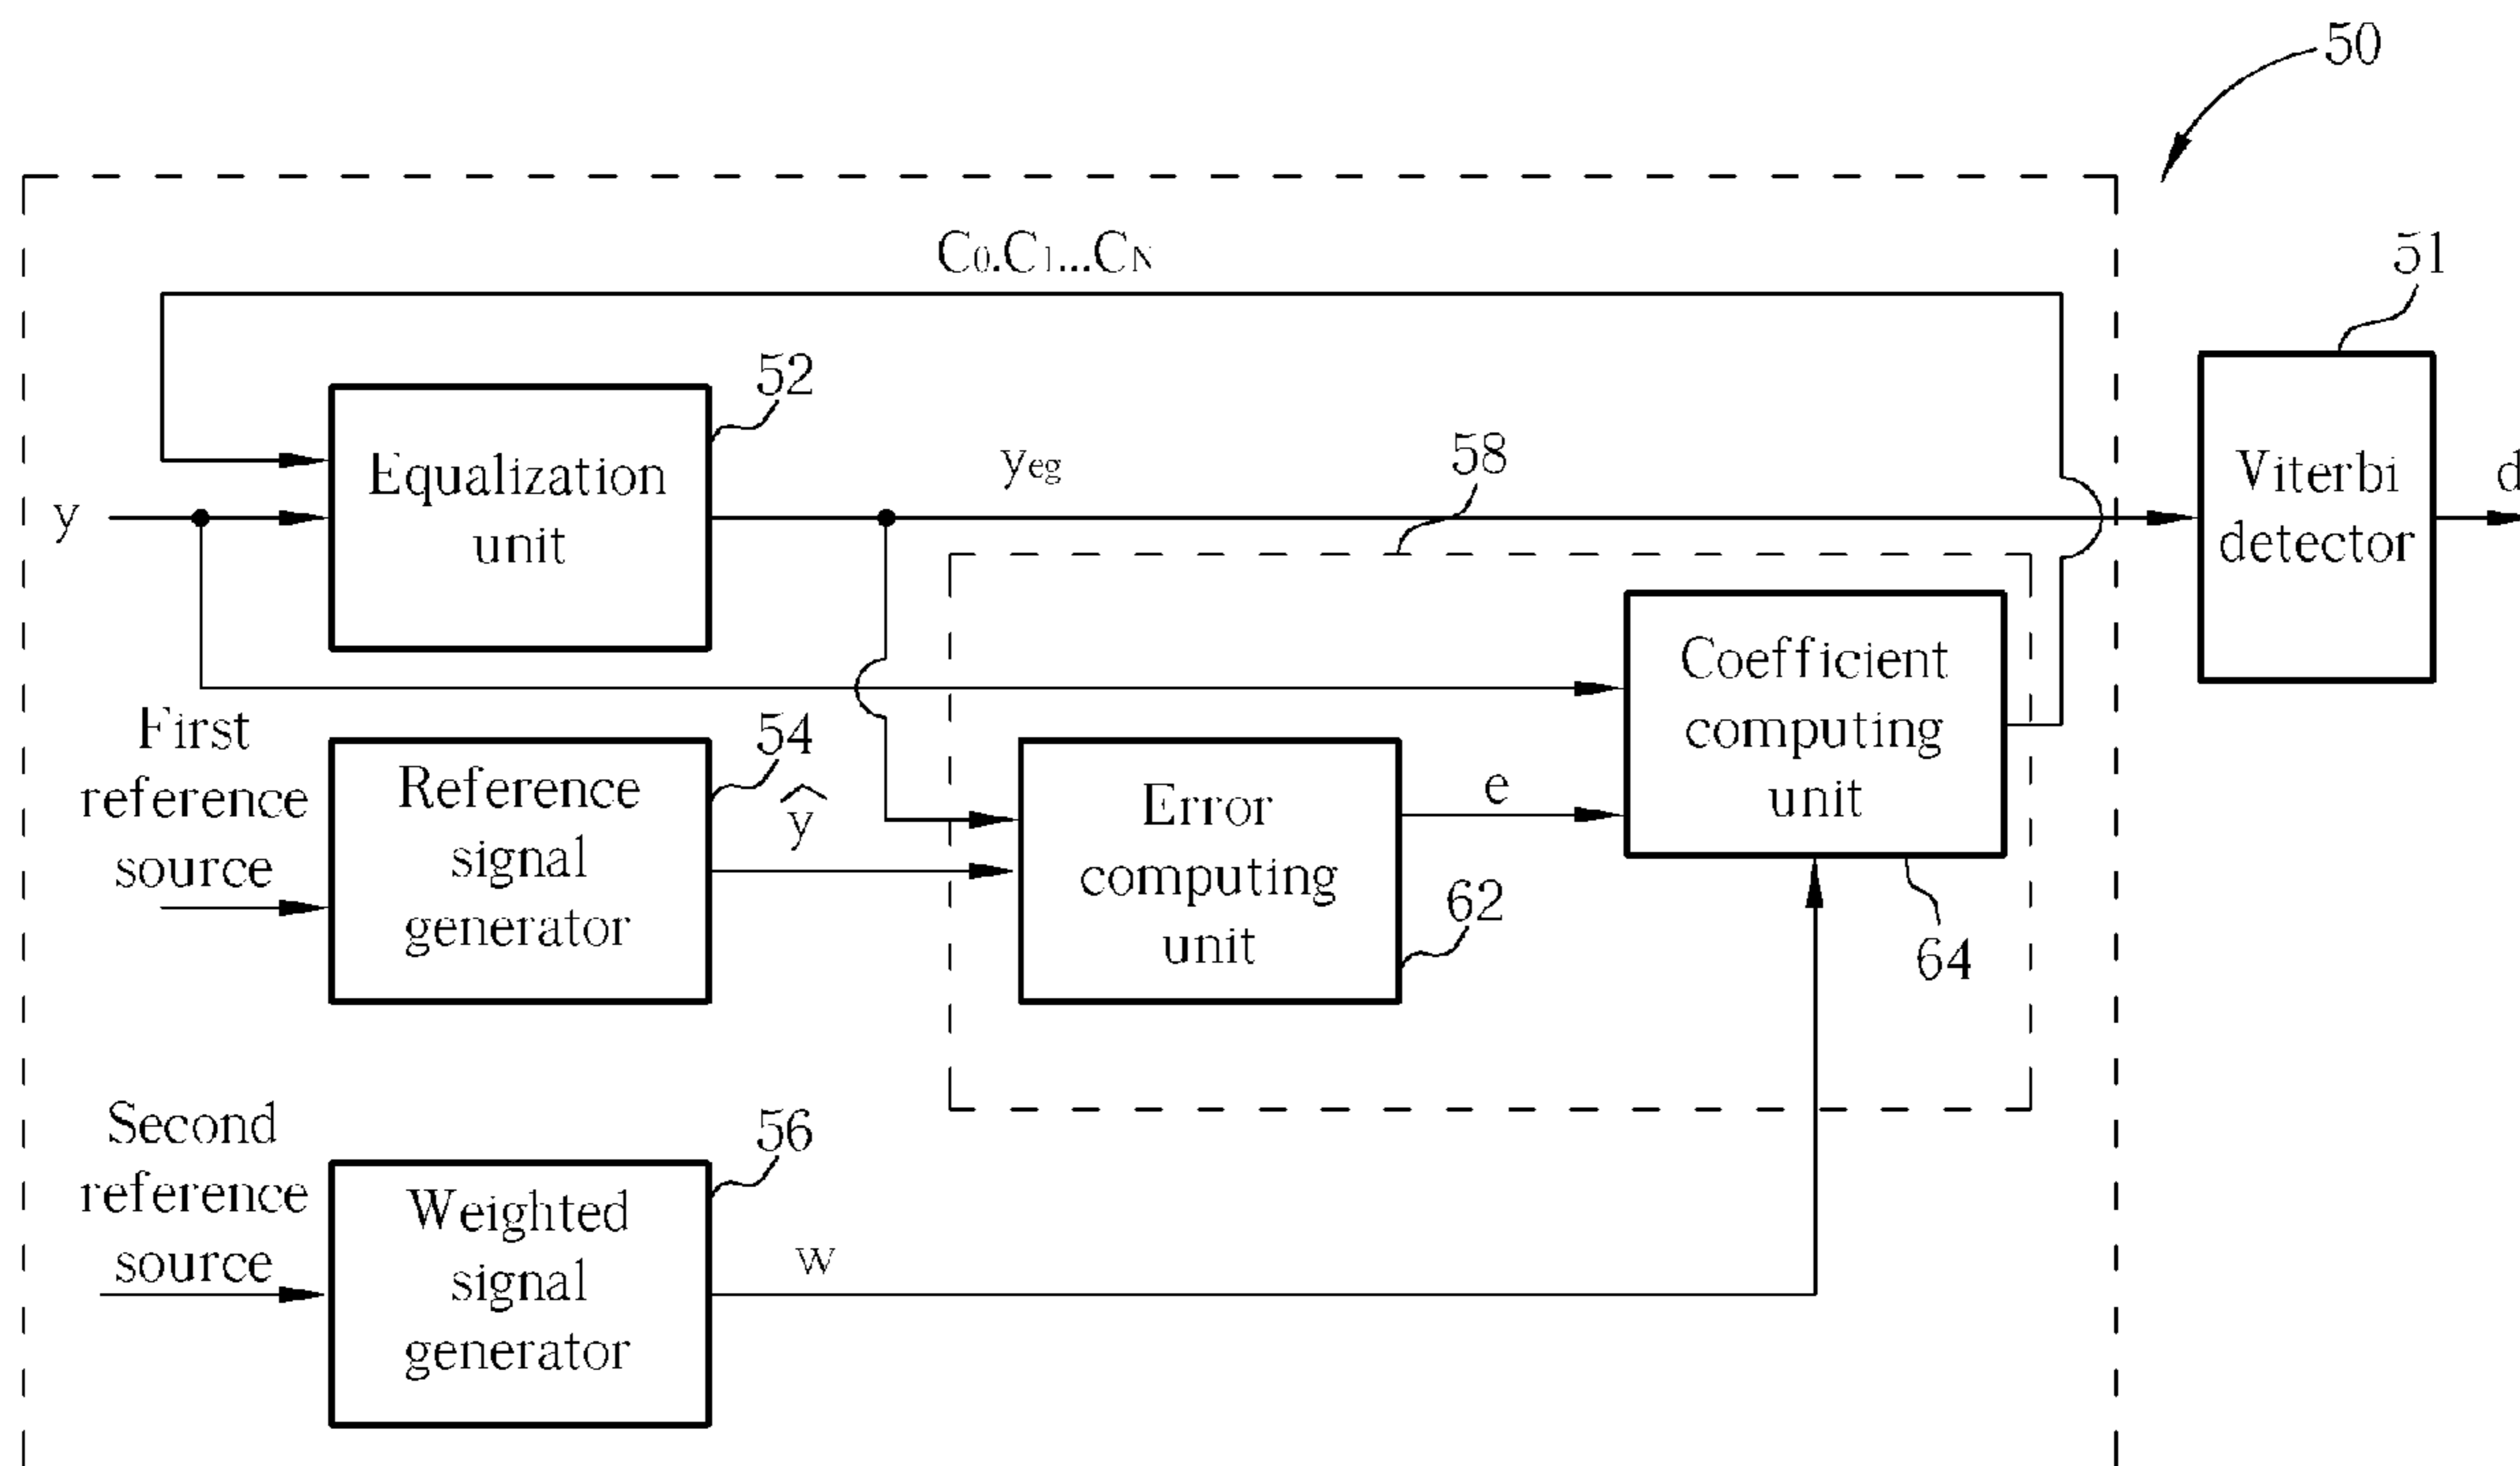 50
C0.C1...CN
51
52
Equalization
unit
y
yeg
58
Viterbi
detector
d
Coefficient
computing
unit
First
reference
source
54
Reference
signal
generator
ŷ
Error
computing
unit
e
62
64
Second
reference
source
56
Weighted
signal
generator
w